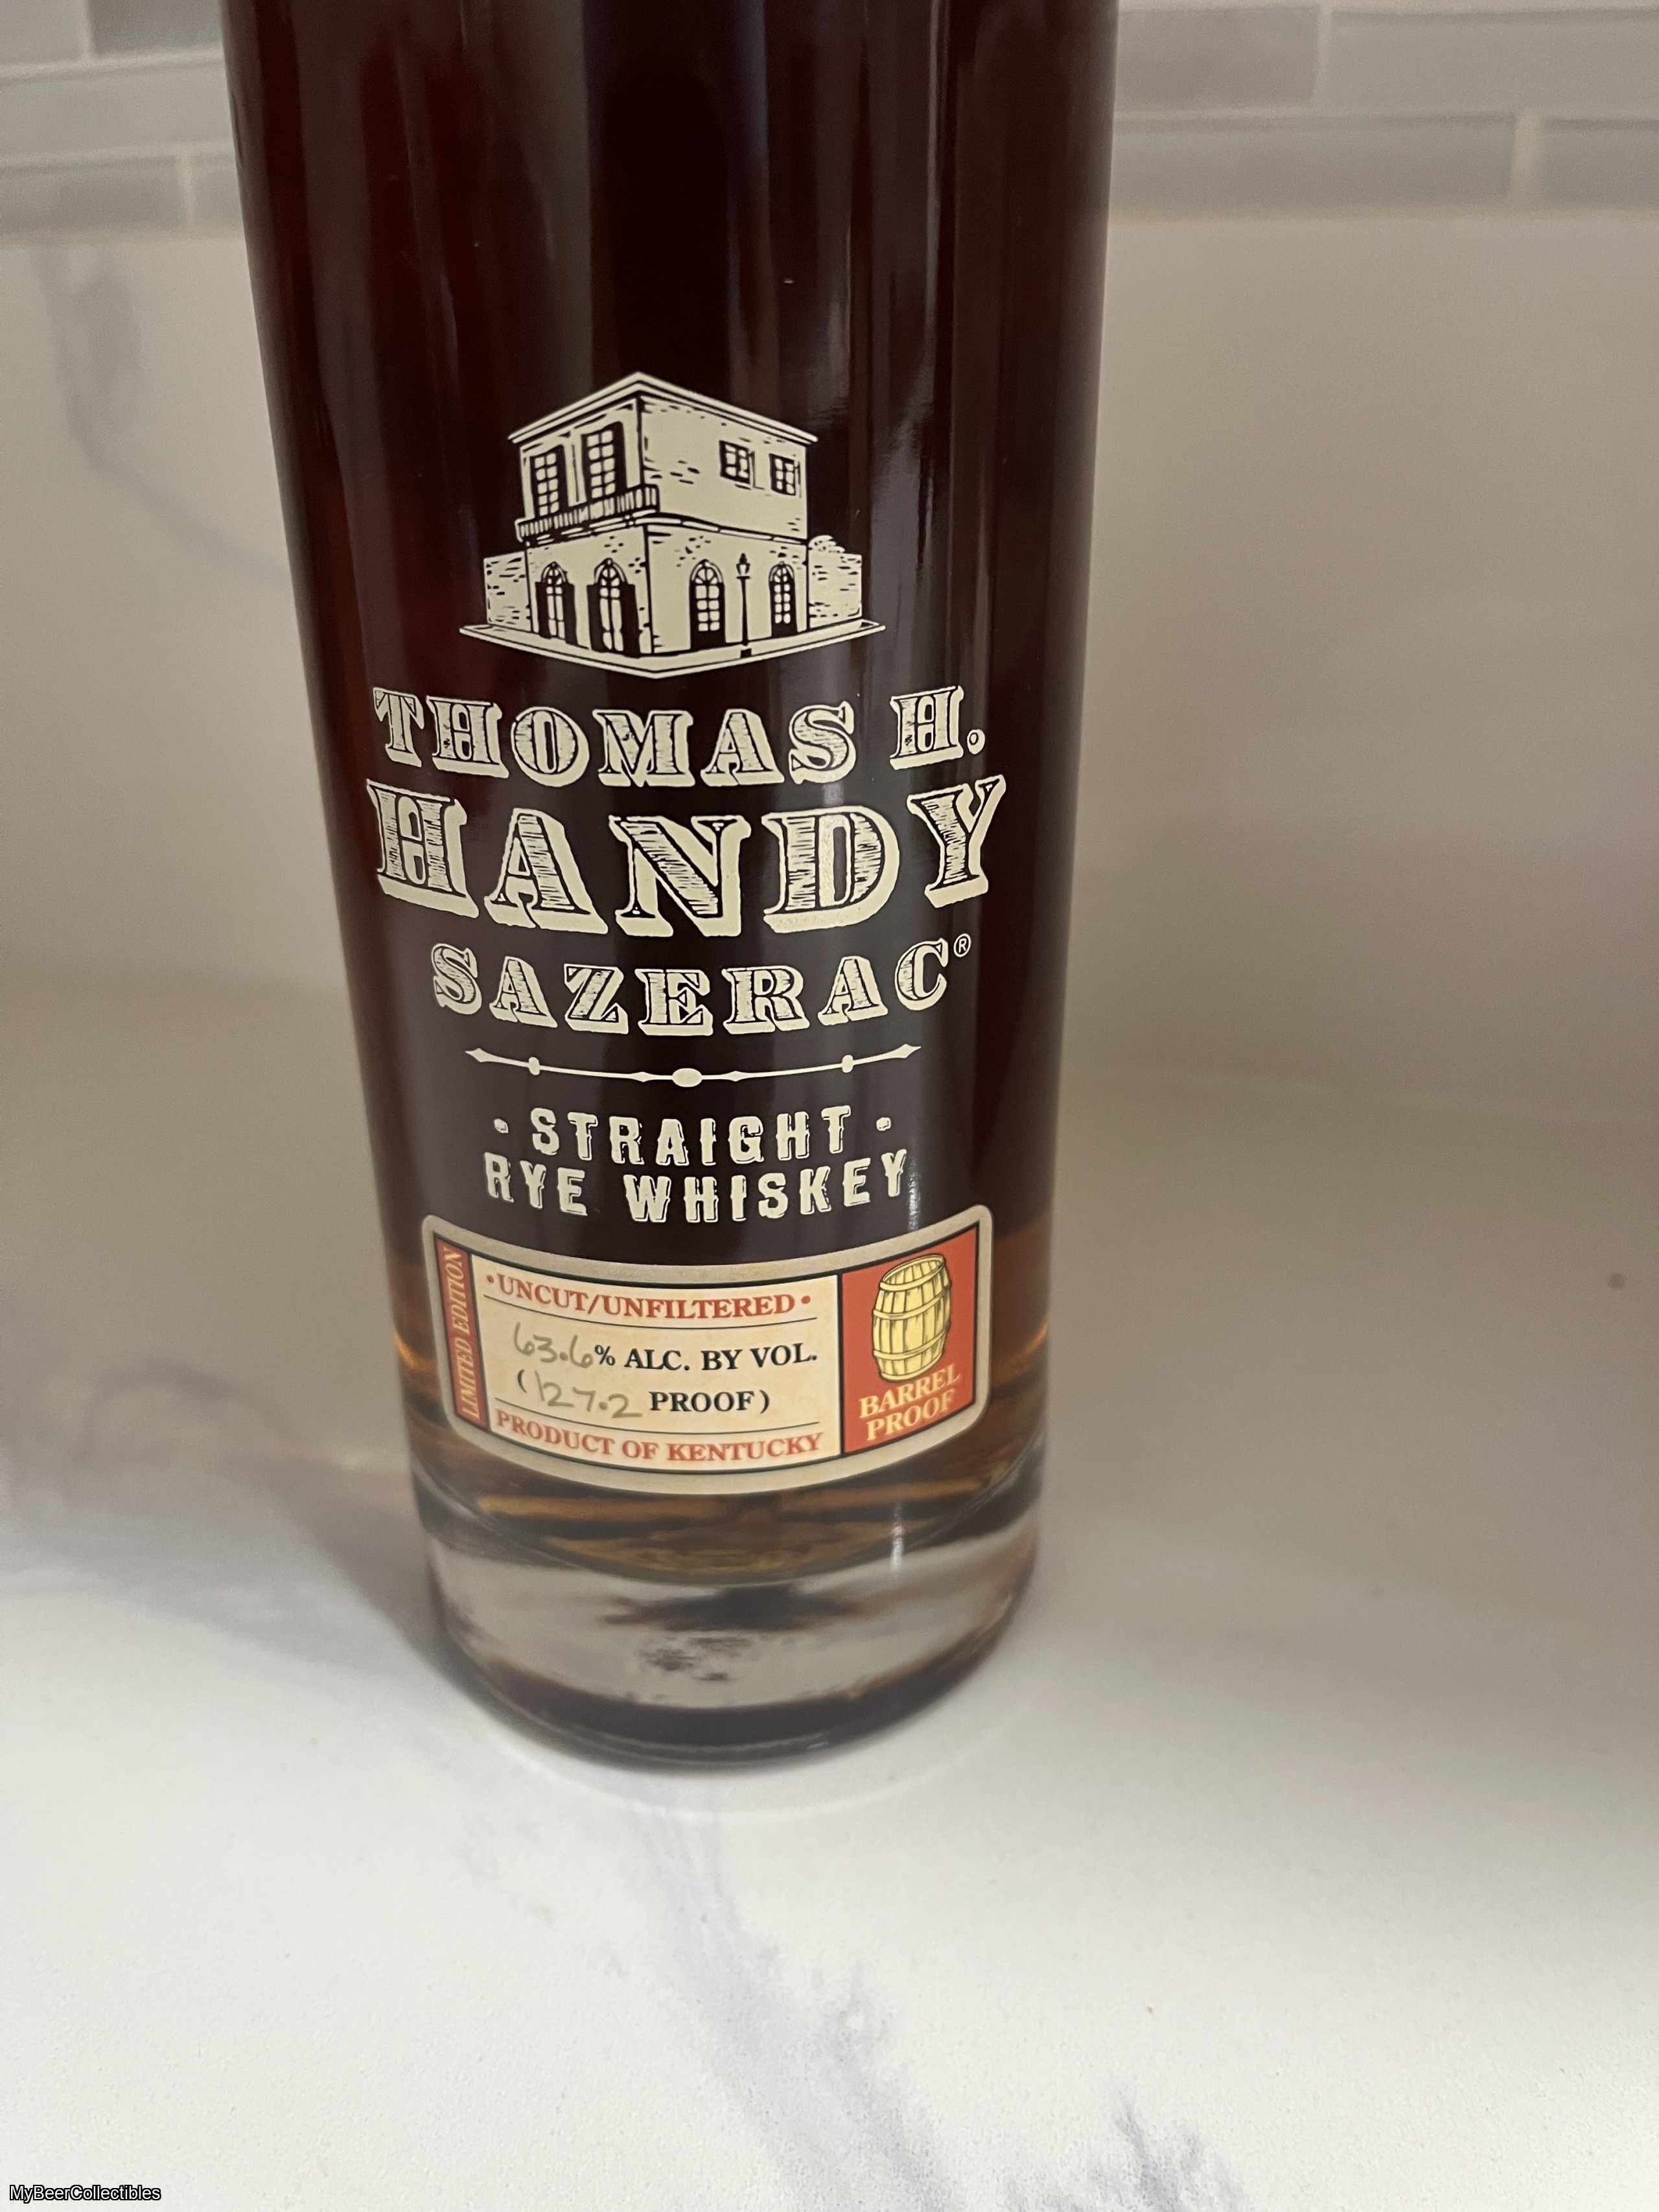 THOMAS H.
HANDY
SAZERAC®
· STRAIGHT ·
RYE WHISKEY
LIMITED EDITION
• UNCUT/UNFILTERED •
63.6% ALC. BY VOL.
(127.2 PROOF)
PRODUCT OF KENTUCKY
BARREL
PROOF
MyBeerCollectibles